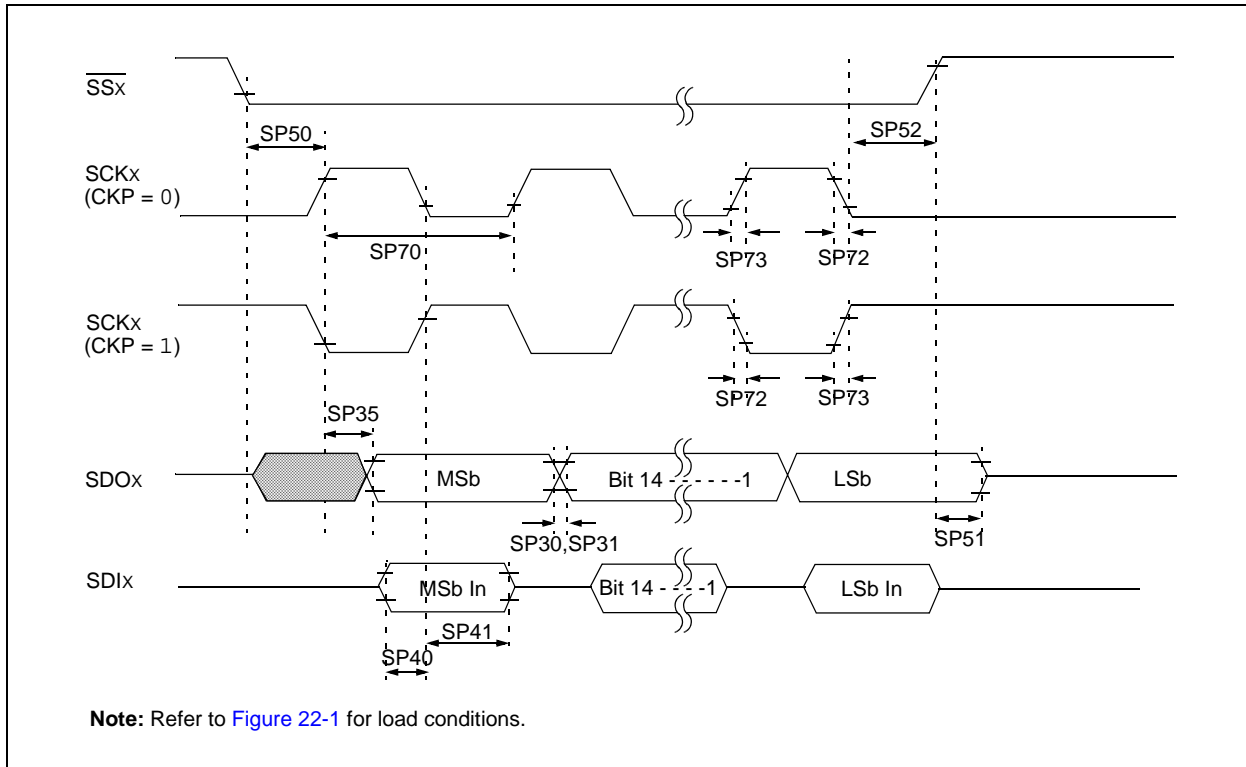 SSX
SP50
SP52
SCKX
(CKP = 0)
SP70
SP73
SP72
SCKX
(CKP = 1)
SP72
SP73
SP35
SDOX
MSb
Bit 14 - - - - - -1
LSb
SP30,SP31
SP51
SDIX
MSb In
Bit 14 - - - -1
LSb In
SP41
SP40
Note: Refer to Figure 22-1 for load conditions.